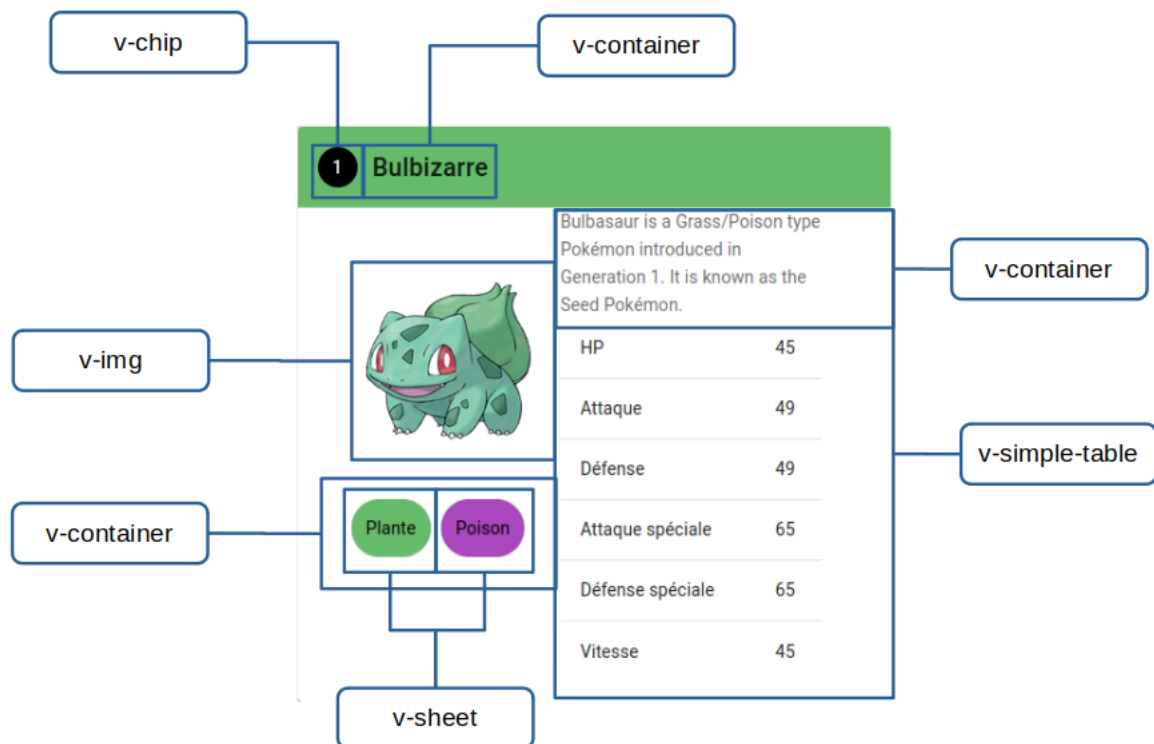 v-chip
v-container
1
Bulbizarre
Bulbasaur is a Grass/Poison type
Pokémon introduced in
Generation 1. It is known as the
Seed Pokémon.
v-container
v-img
HP 45
Attaque 49
Défense 49
v-simple-table
v-container
Plante
Poison
Attaque spéciale 65
Défense spéciale 65
Vitesse 45
v-sheet